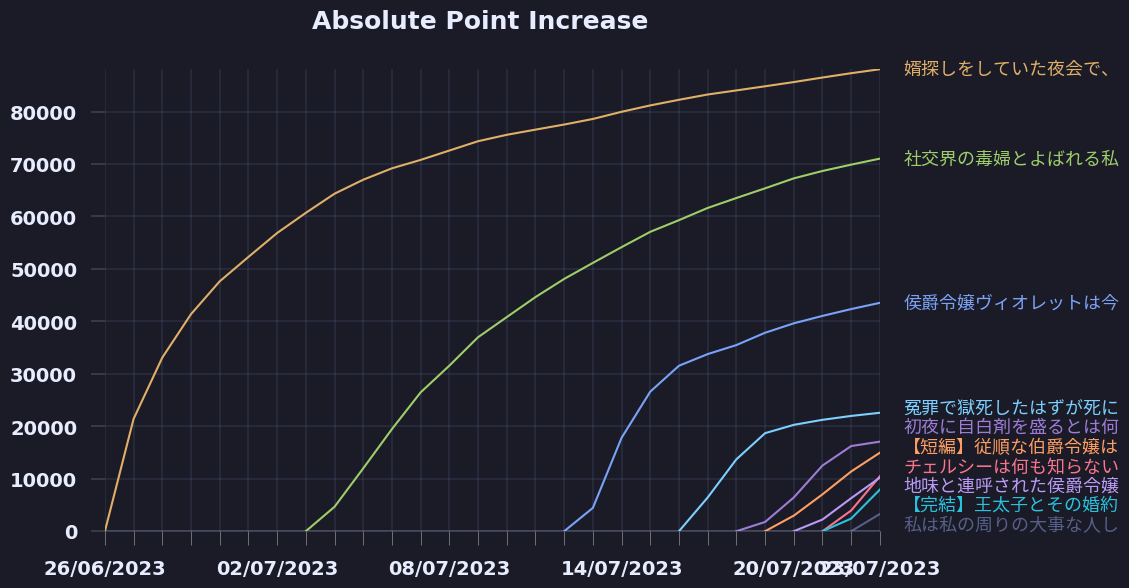 Absolute Point Increase
婿探しをしていた夜会で、
80000
社交界の毒婦とよばれる私
70000
60000
50000
侯爵令嬢ヴィオレットは今
40000
30000
冤罪で獄死したはずが死に
20000
初夜に自白剤を盛るとは何
【短編】従順な伯爵令嬢は
チェルシーは何も知らない
10000
地味と連呼された侯爵令嬢
【完結】王太子とその婚約
私は私の周りの大事な人し
0
26/06/2023 02/07/2023 08/07/2023 14/07/2023 20/07/2023 23/07/2023